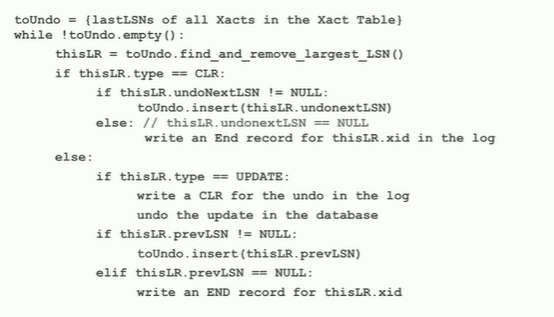 toUndo = {lastLSNs of all Xacts in the Xact Table}
while !toUndo.empty():
thisLR = toUndo.find_and_remove_largest_LSN()
if thisLR.type == CLR:
if thisLR.undoNextLSN != NULL:
toUndo.insert(thisLR.undonextLSN)
else: // thisLR.undonextLSN == NULL
write an End record for thisLR.xid in the log
else:
if thisLR.type == UPDATE:
write a CLR for the undo in the log
undo the update in the database
if thisLR.prevLSN != NULL:
toUndo.insert(thisLR.prevLSN)
elif thisLR.prevLSN == NULL:
write an END record for thisLR.xid